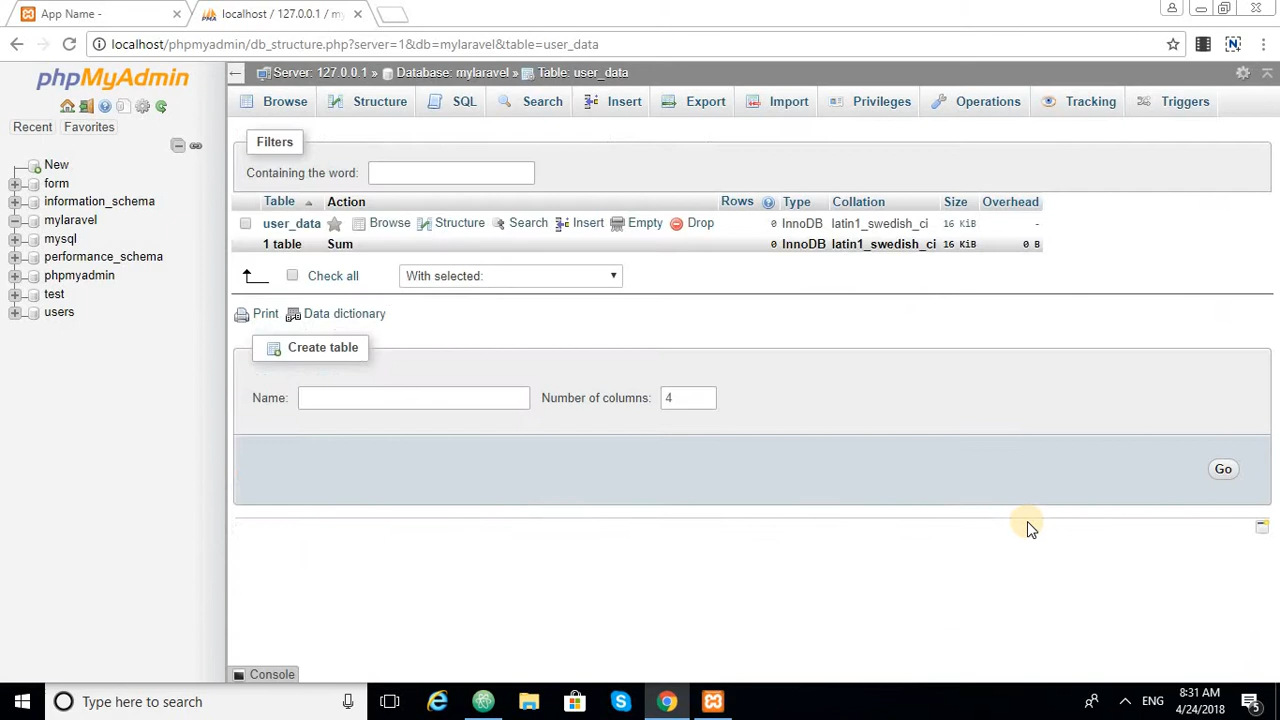 App Name - × localhost / 127.0.0.1 / my ×
localhost/phpmyadmin/db_structure.php?server=1&db=mylaravel&table=user_data
phpMyAdmin
Recent Favorites
New
form
information_schema
mylaravel
mysql
performance_schema
phpmyadmin
test
users
Server: 127.0.0.1 » Database: mylaravel » Table: user_data
Browse Structure SQL Search Insert Export Import Privileges Operations Tracking Triggers
Filters
Containing the word:
Table Action Rows Type Collation Size Overhead
user_data Browse Structure Search Insert Empty Drop 0 InnoDB latin1_swedish_ci 16 KiB -
1 table Sum 0 InnoDB latin1_swedish_ci 16 KiB 0 B
Check all With selected:
Print Data dictionary
Create table
Name: Number of columns: 4
Go
Console
Type here to search
ENG
8:31 AM
4/24/2018
5